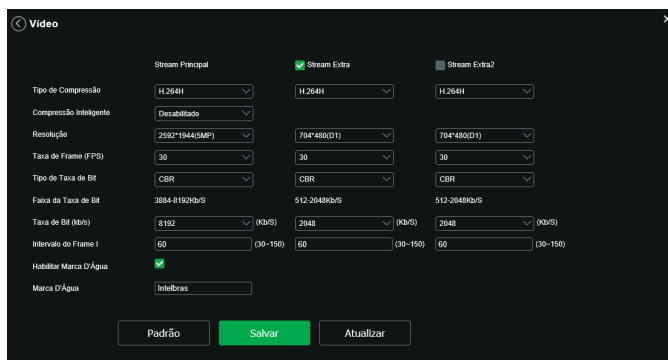 Vídeo
Stream Principal Stream Extra Stream Extra2
Tipo de Compressão H.264H H.264H H.264H
Compressão Inteligente Desabilitado
Resolução 2592*1944(5MP) 704*480(D1) 704*480(D1)
Taxa de Frame (FPS) 30 30 30
Tipo de Taxa de Bit CBR CBR CBR
Faixa da Taxa de Bit 3884-8192Kb/S 512-2048Kb/S 512-2048Kb/S
Taxa de Bit (kb/s) 8192 (Kb/S) 2048 (Kb/S) 2048 (Kb/S)
Intervalo do Frame I 60 (30~150) 60 (30~150) 60 (30~150)
Habilitar Marca D'Água
Marca D'Água Intelbras
Padrão Salvar Atualizar